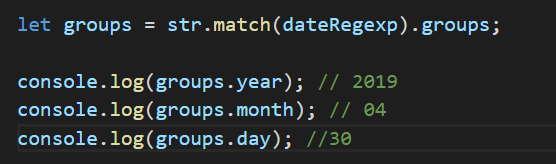 let groups = str.match(dateRegexp).groups;
console.log(groups.year); // 2019
console.log(groups.month); // 04
console.log(groups.day); //30